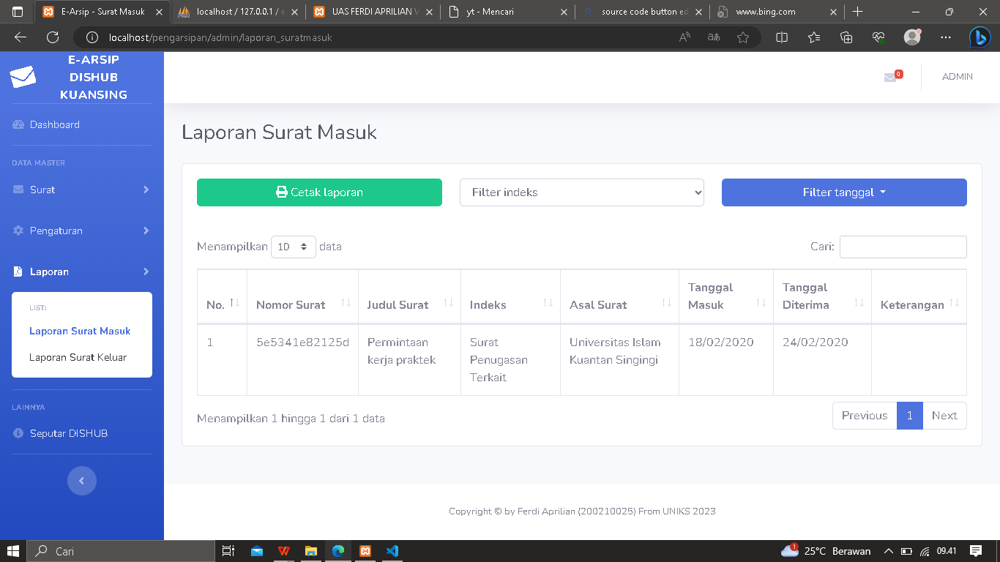 E-Arsip - Surat Masuk
localhost / 127.0.0.1 / e
UAS FERDI APRILIAN V
yt - Mencari
source code button ed
www.bing.com
localhost/pengarsipan/admin/laporan_suratmasuk
E-ARSIP
DISHUB
KUANSING
Dashboard
DATA MASTER
Surat
Pengaturan
Laporan
LIST:
Laporan Surat Masuk
Laporan Surat Keluar
LAINNYA
Seputar DISHUB
0
ADMIN
Laporan Surat Masuk
Cetak laporan
Filter indeks
Filter tanggal
Menampilkan 10 data
Cari:
No. Nomor Surat Judul Surat Indeks Asal Surat Tanggal Masuk Tanggal Diterima Keterangan
1 5e5341e82125d Permintaan kerja praktek Surat Penugasan Terkait Universitas Islam Kuantan Singingi 18/02/2020 24/02/2020
Menampilkan 1 hingga 1 dari 1 data
Previous 1 Next
Copyright © by Ferdi Aprilian (200210025) From UNIKS 2023
Cari
1
25°C Berawan
09.41